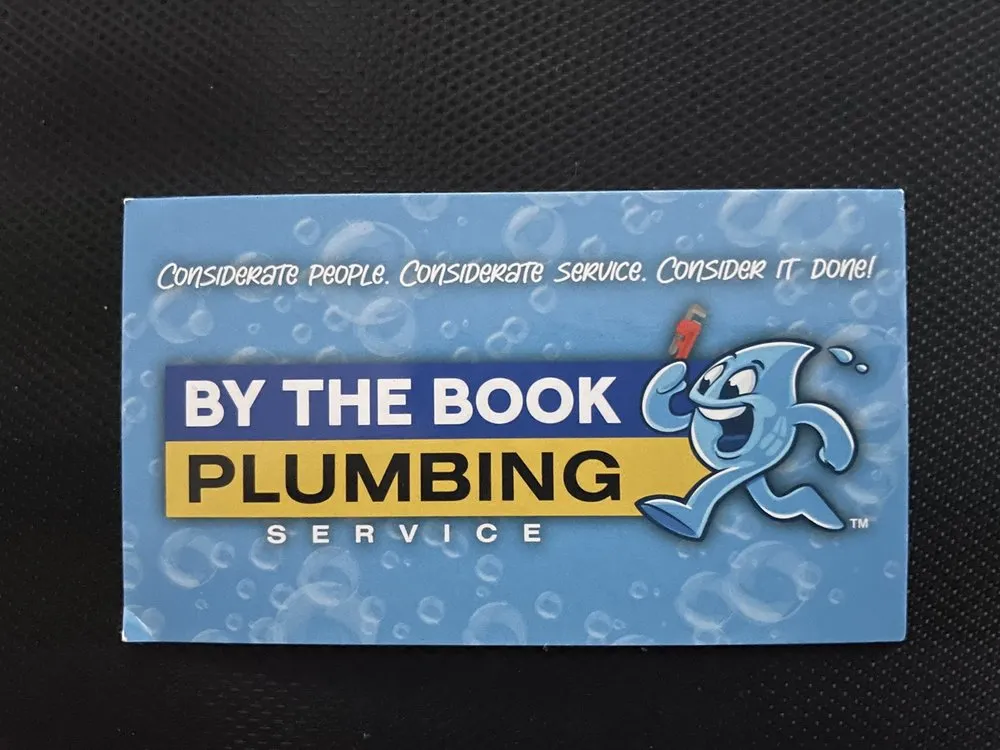 Considerate people. Considerate service. Consider it done!
BY THE BOOK
PLUMBING
SERVICE
TM